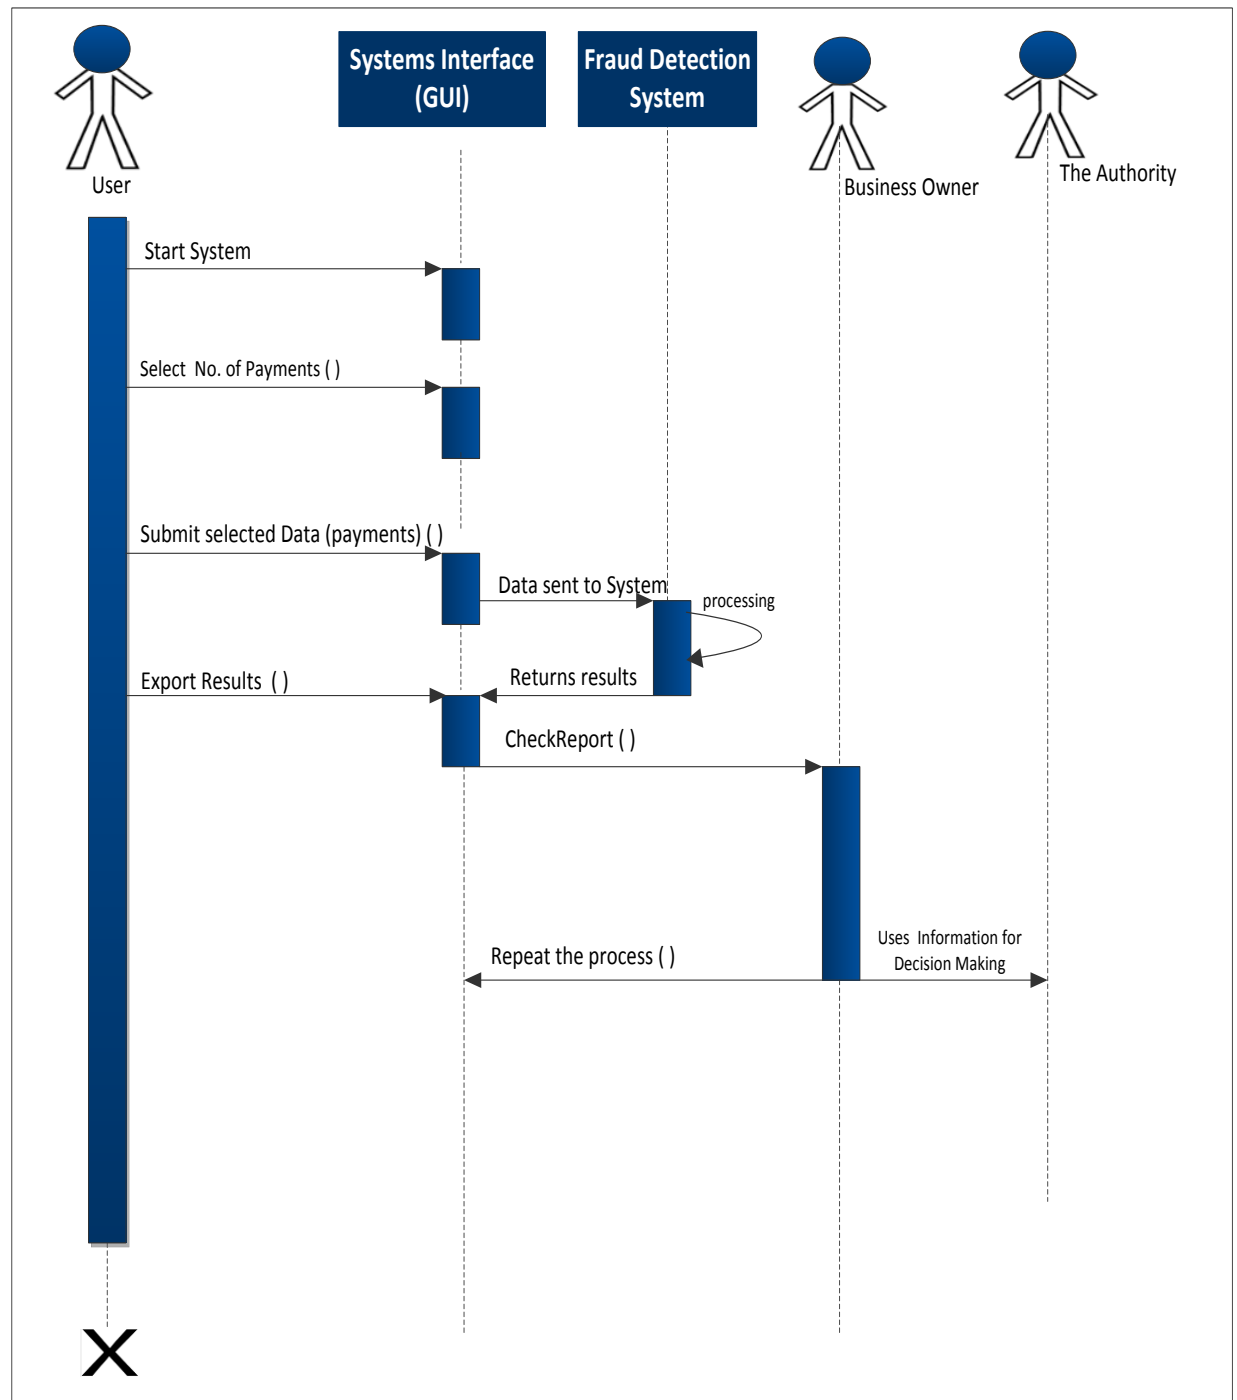 Systems Interface
(GUI)
Fraud Detection
System
User
Business Owner
The Authority
Start System
Select  No. of Payments ( )
Submit selected Data (payments) ( )
Data sent to System
processing
Export Results  ( )
Returns results
CheckReport ( )
Repeat the process ( )
Uses  Information for
Decision Making